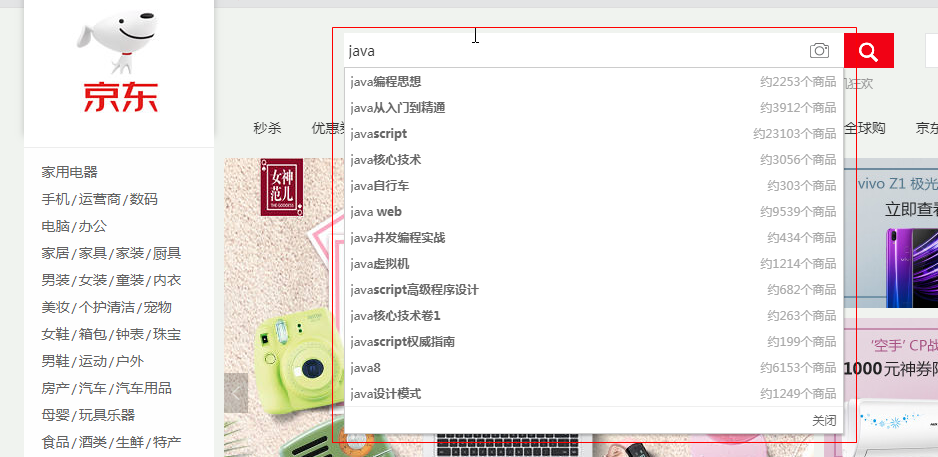 京东
java
机狂欢
秒杀
优惠券
全球购
京东
家用电器
手机/运营商/数码
电脑/办公
家居/家具/家装/厨具
男装/女装/童装/内衣
美妆/个护清洁/宠物
女鞋/箱包/钟表/珠宝
男鞋/运动/户外
房产/汽车/汽车用品
母婴/玩具乐器
食品/酒类/生鲜/特产
java编程思想 约2253个商品
java从入门到精通 约3912个商品
javascript 约23103个商品
java核心技术 约3056个商品
java自行车 约303个商品
java web 约9539个商品
java并发编程实战 约434个商品
java虚拟机 约1214个商品
javascript高级程序设计 约682个商品
java核心技术卷1 约263个商品
javascript权威指南 约199个商品
java8 约6153个商品
java设计模式 约1249个商品
关闭
女神
范儿
THE GODDESS
vivo Z1 极光
立即查看
'空手' CP战
1000元神券限